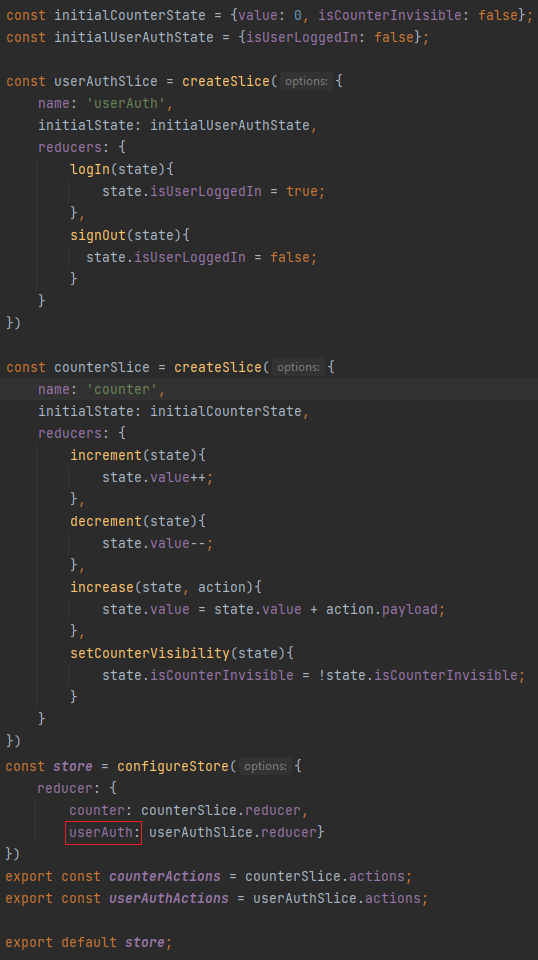 const initialCounterState = {value: 0, isCounterInvisible: false};
const initialUserAuthState = {isUserLoggedIn: false};

const userAuthSlice = createSlice( options: {
    name: 'userAuth',
    initialState: initialUserAuthState,
    reducers: {
        logIn(state){
            state.isUserLoggedIn = true;
        },
        signOut(state){
          state.isUserLoggedIn = false;
        }
    }
})

const counterSlice = createSlice( options: {
    name: 'counter',
    initialState: initialCounterState,
    reducers: {
        increment(state){
            state.value++;
        },
        decrement(state){
            state.value--;
        },
        increase(state, action){
            state.value = state.value + action.payload;
        },
        setCounterVisibility(state){
            state.isCounterInvisible = !state.isCounterInvisible;
        }
    }
})
const store = configureStore( options: {
    reducer: {
        counter: counterSlice.reducer,
        userAuth: userAuthSlice.reducer}
})
export const counterActions = counterSlice.actions;
export const userAuthActions = userAuthSlice.actions;

export default store;